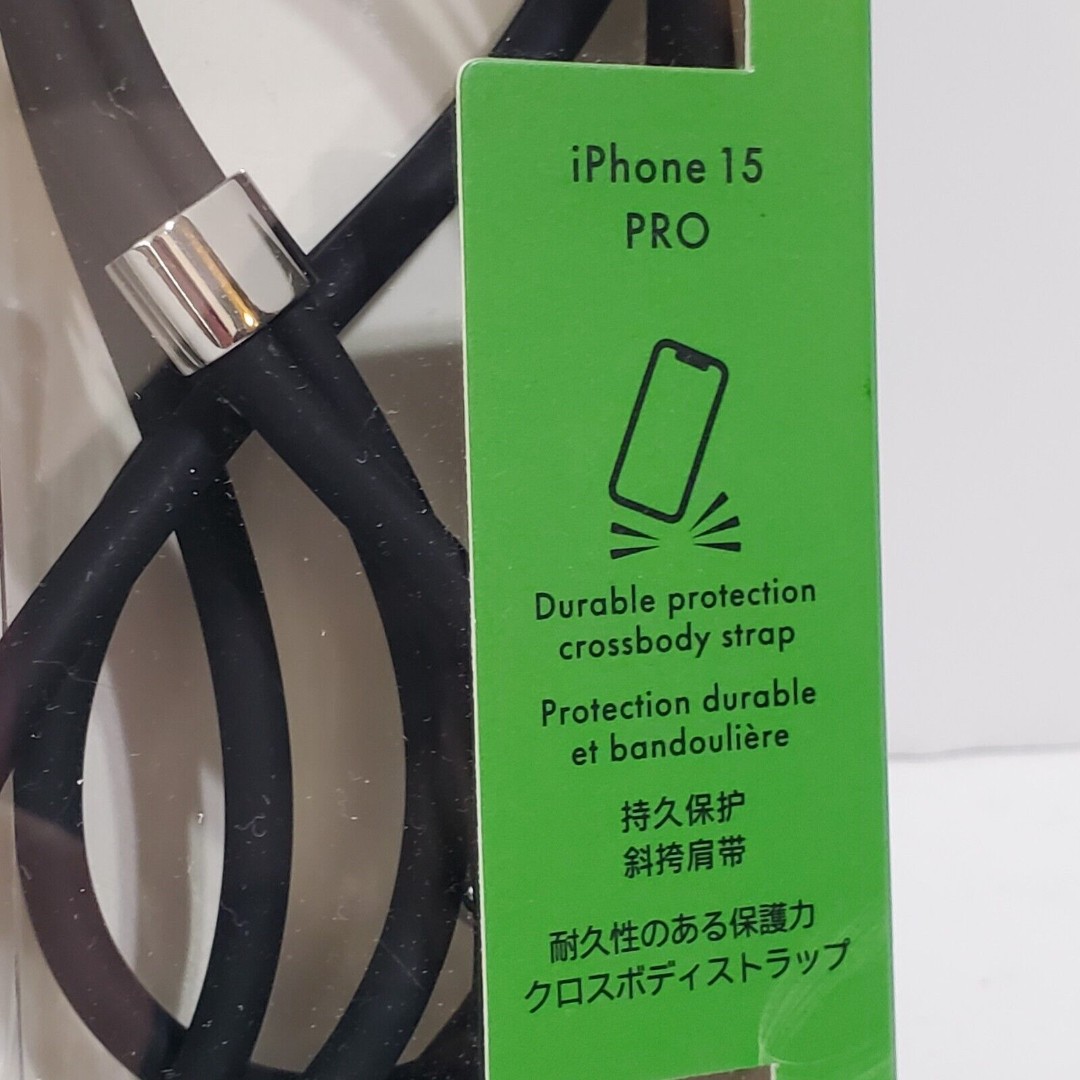 iPhone 15
PRO
Durable protection
crossbody strap
Protection durable
et bandoulière
持久保护
斜挎肩带
耐久性のある保護力
クロスボディストラップ